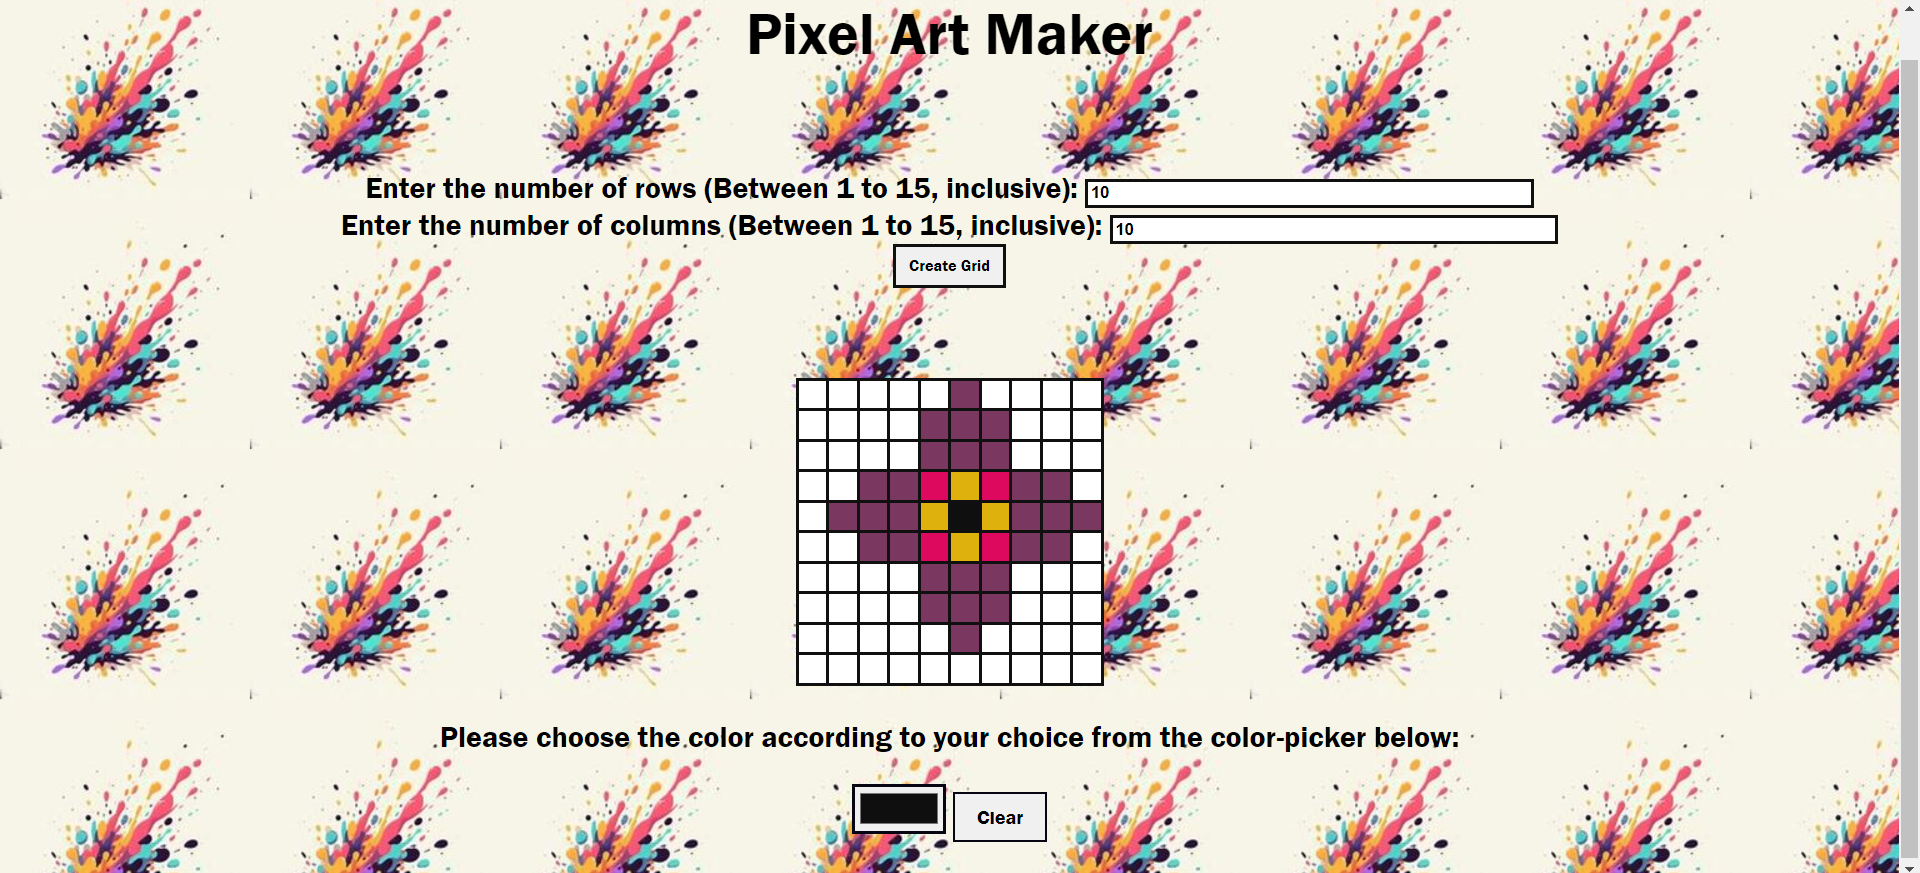 Pixel Art Maker
Enter the number of rows (Between 1 to 15, inclusive): 10
Enter the number of columns (Between 1 to 15, inclusive): 10
Create Grid
Please choose the color according to your choice from the color-picker below:
Clear